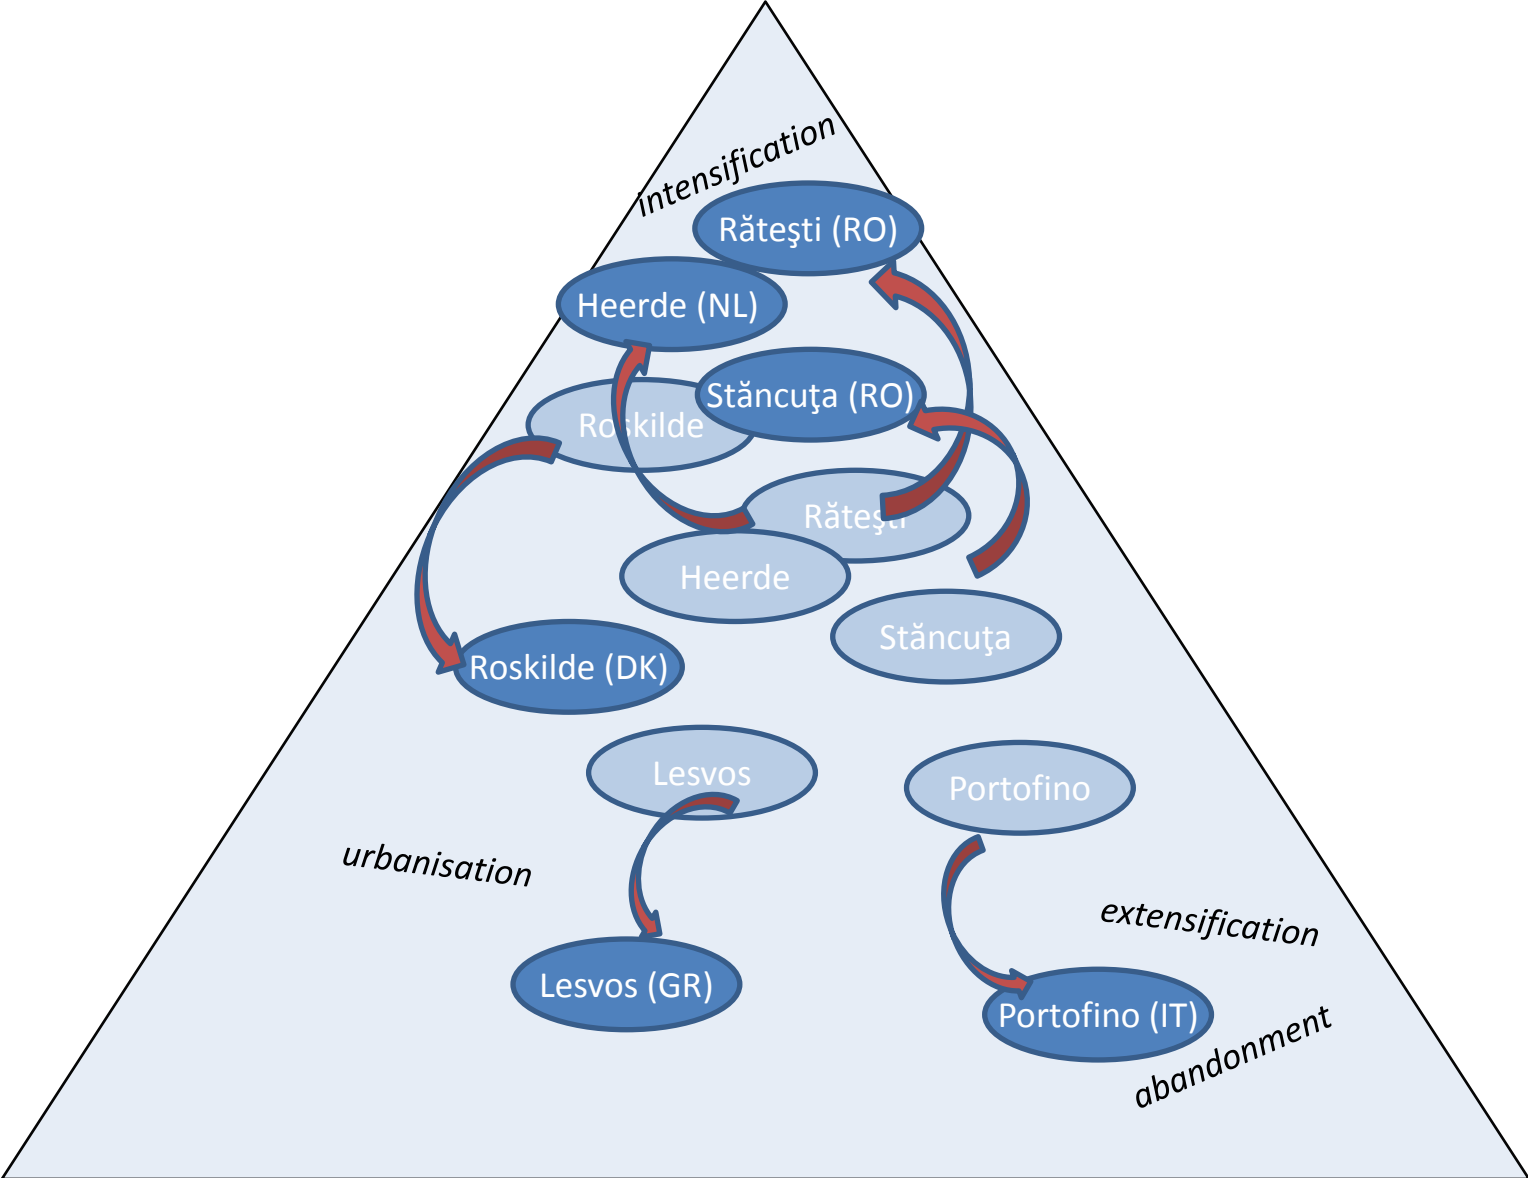 intensification
Răteşti (RO)
Heerde (NL)
Stăncuţa (RO)
Roskilde
Răteşti
Heerde
Stăncuţa
Roskilde (DK)
Lesvos
Portofino
urbanisation
extensification
Lesvos (GR)
Portofino (IT)
abandonment